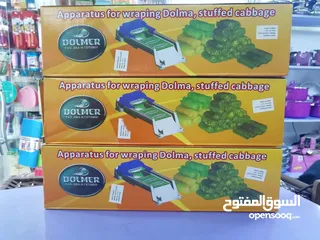 Apparatus for wraping Dolma, stuffed cabbage
DOLMER
Apparatus for wraping Dolma, stuffed cabbage
DOLMER
Apparatus for wraping Dolma, stuffed cabbage
DOLMER
السوق المفتوح
opensooq.com